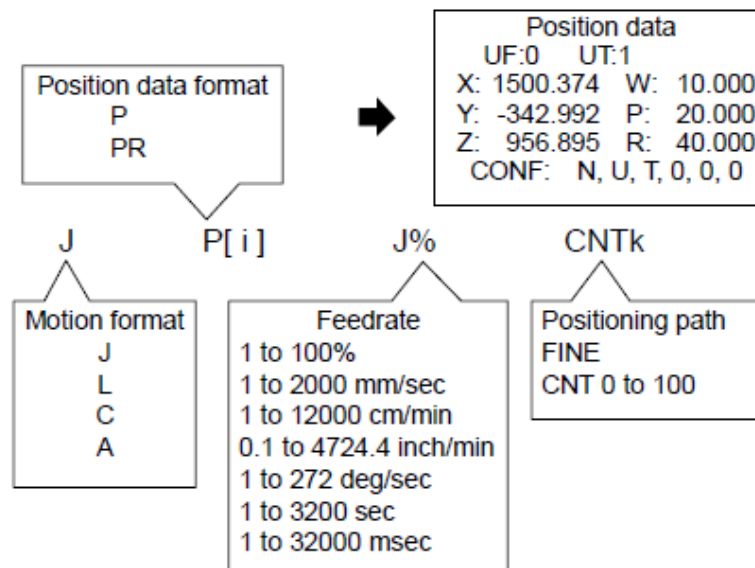 Position data format
P
PR
Position data
UF:0 UT:1
X: 1500.374 W: 10.000
Y: -342.992 P: 20.000
Z: 956.895 R: 40.000
CONF: N, U, T, 0, 0, 0
J P[ i ] J% CNTk
Motion format
J
L
C
A
Feedrate
1 to 100%
1 to 2000 mm/sec
1 to 12000 cm/min
0.1 to 4724.4 inch/min
1 to 272 deg/sec
1 to 3200 sec
1 to 32000 msec
Positioning path
FINE
CNT 0 to 100